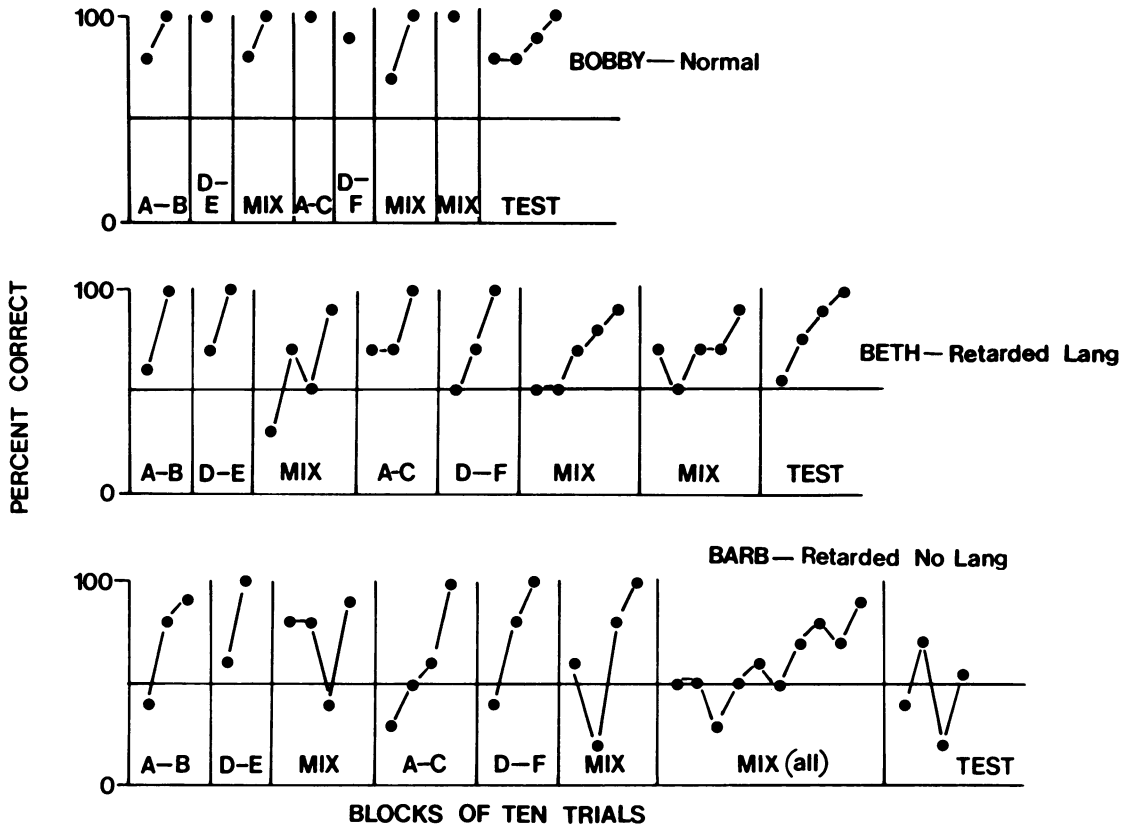 PERCENT CORRECT
100
BOBBY — Normal
A-B D-E MIX A-C D-F MIX MIX TEST
0
100
BETH — Retarded Lang
A-B D-E MIX A-C D-F MIX MIX TEST
0
BARB — Retarded No Lang
100
A-B D-E MIX A-C D-F MIX MIX (all) TEST
0
BLOCKS OF TEN TRIALS